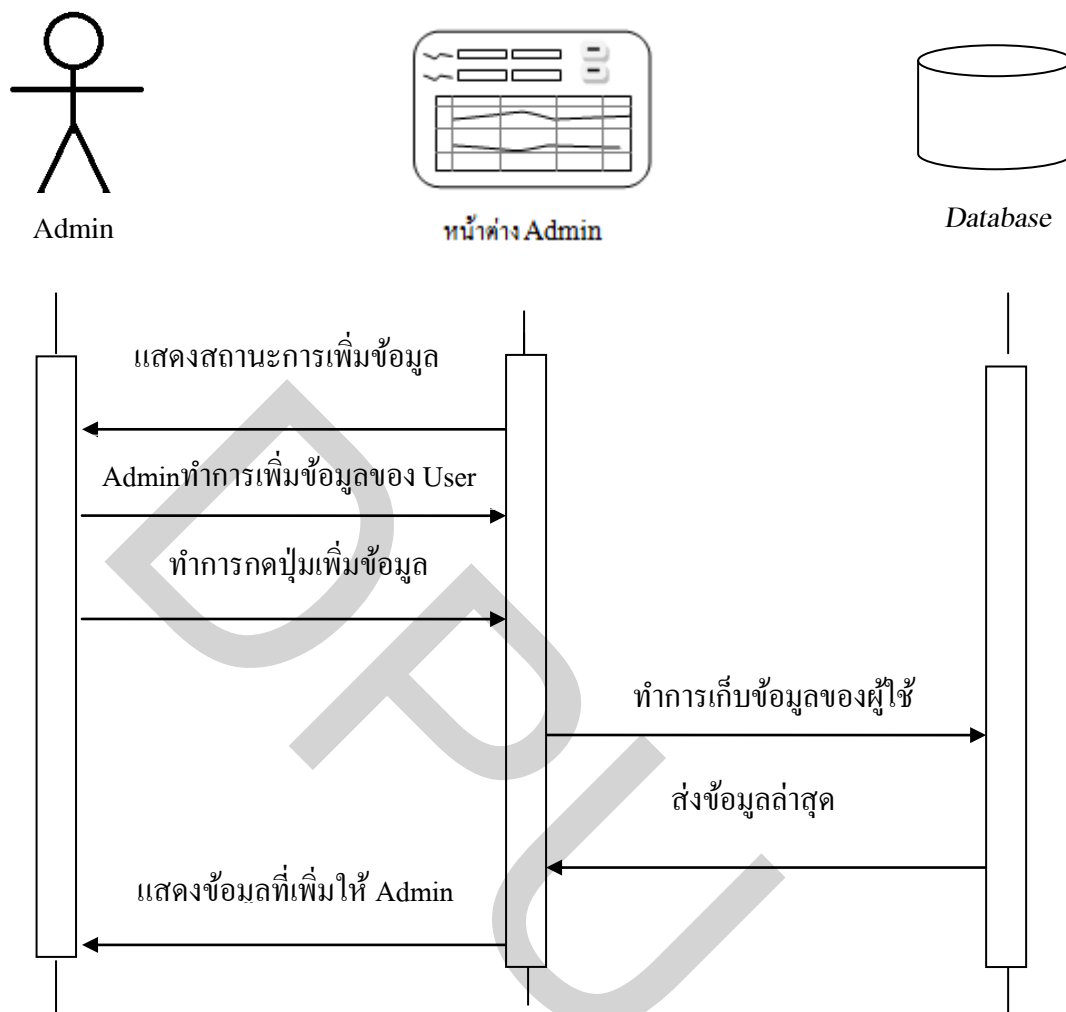 Admin
หน้าต่าง Admin
Database
แสดงสถานะการเพิ่มข้อมูล
Adminทำการเพิ่มข้อมูลของ User
ทำการกดปุ่มเพิ่มข้อมูล
ทำการเก็บข้อมูลของผู้ใช้
ส่งข้อมูลล่าสุด
แสดงข้อมูลที่เพิ่มให้ Admin
DPU